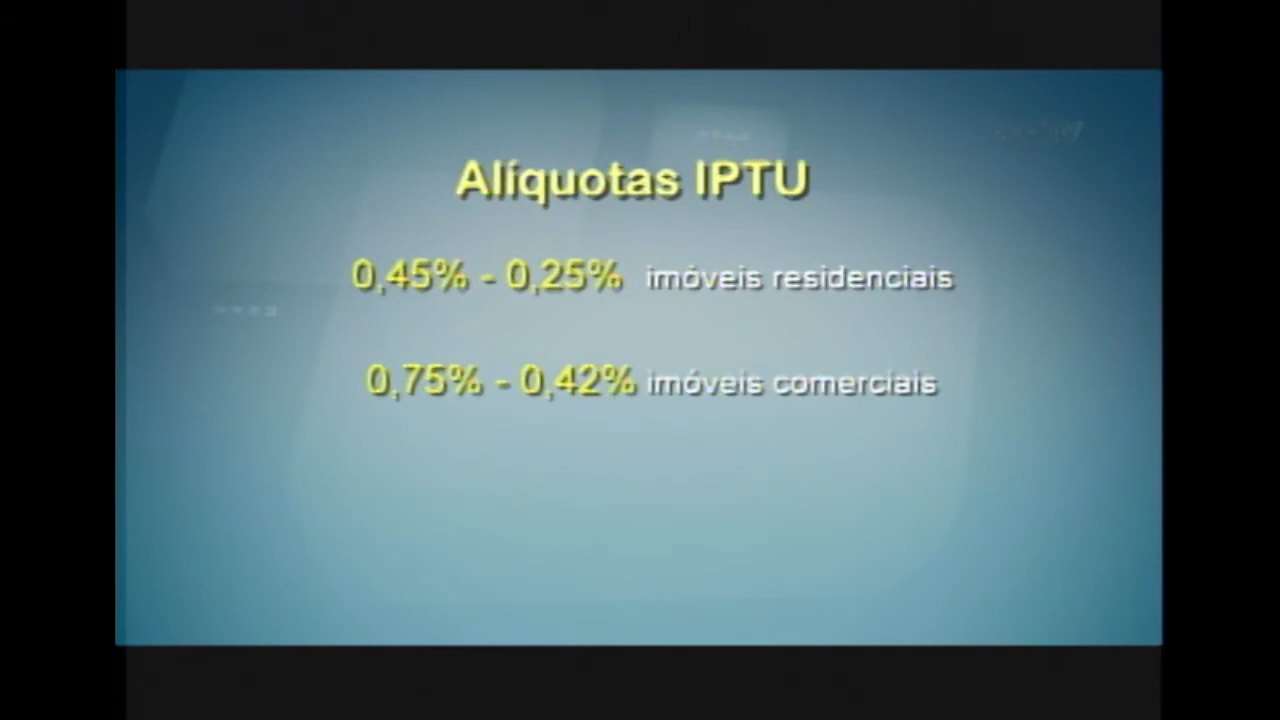 Alíquotas IPTU
0,45% - 0,25% imóveis residenciais
0,75% - 0,42% imóveis comerciais